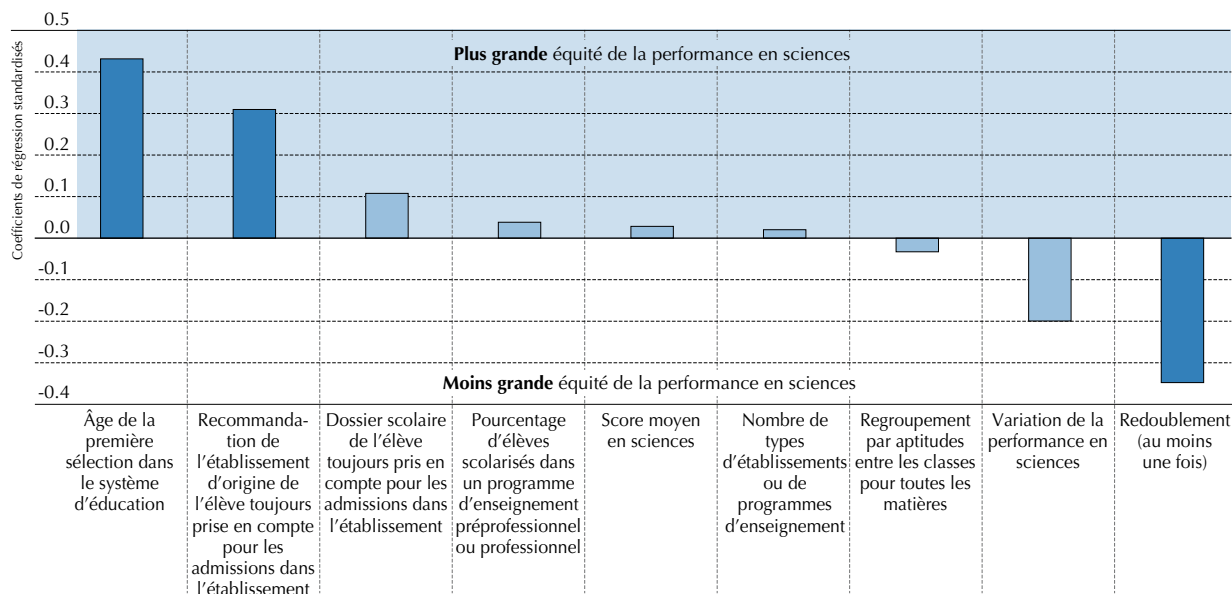 Coefficients de régression standardisés
0.5
0.4
0.3
0.2
0.1
0.0
-0.1
-0.2
-0.3
-0.4
Plus grande équité de la performance en sciences
Moins grande équité de la performance en sciences
Âge de la
première
sélection dans
le système
d'éducation
Recommanda-
tion de
l'établissement
d'origine de
l'élève toujours
prise en compte
pour les
admissions dans
l'établissement
Dossier scolaire
de l'élève
toujours pris en
compte pour les
admissions dans
l'établissement
Pourcentage
d'élèves
scolarisés dans
un programme
d'enseignement
préprofessionnel
ou professionnel
Score moyen
en sciences
Nombre de
types
d'établissements
ou de
programmes
d'enseignement
Regroupement
par aptitudes
entre les classes
pour toutes les
matières
Variation de la
performance en
sciences
Redoublement
(au moins
une fois)